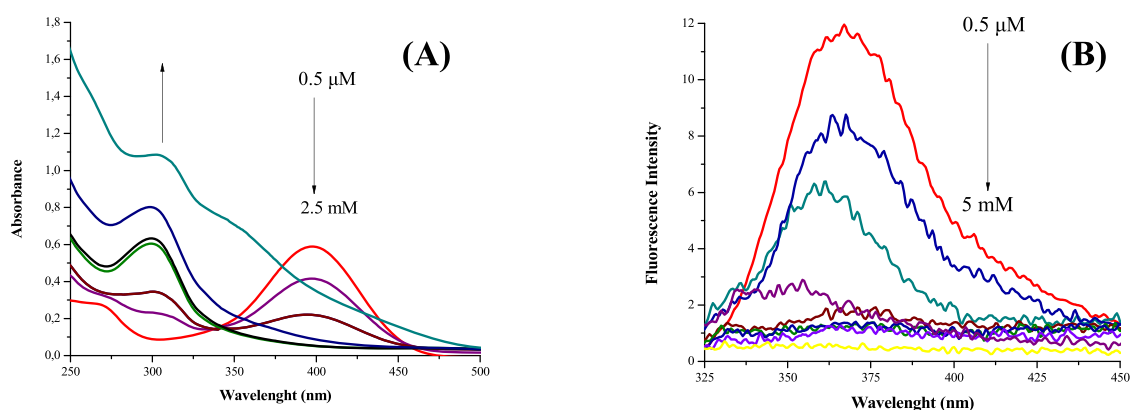 1,8
1,6
1,4
1,2
1,0
0,8
0,6
0,4
0,2
0,0
250 300 350 400 450 500
Absorbance
Wavelenght (nm)
(A)
0.5 μM
2.5 mM
12
10
8
6
4
2
0
325 350 375 400 425 450
Fluorescence Intensity
Wavelenght (nm)
(B)
0.5 μM
5 mM